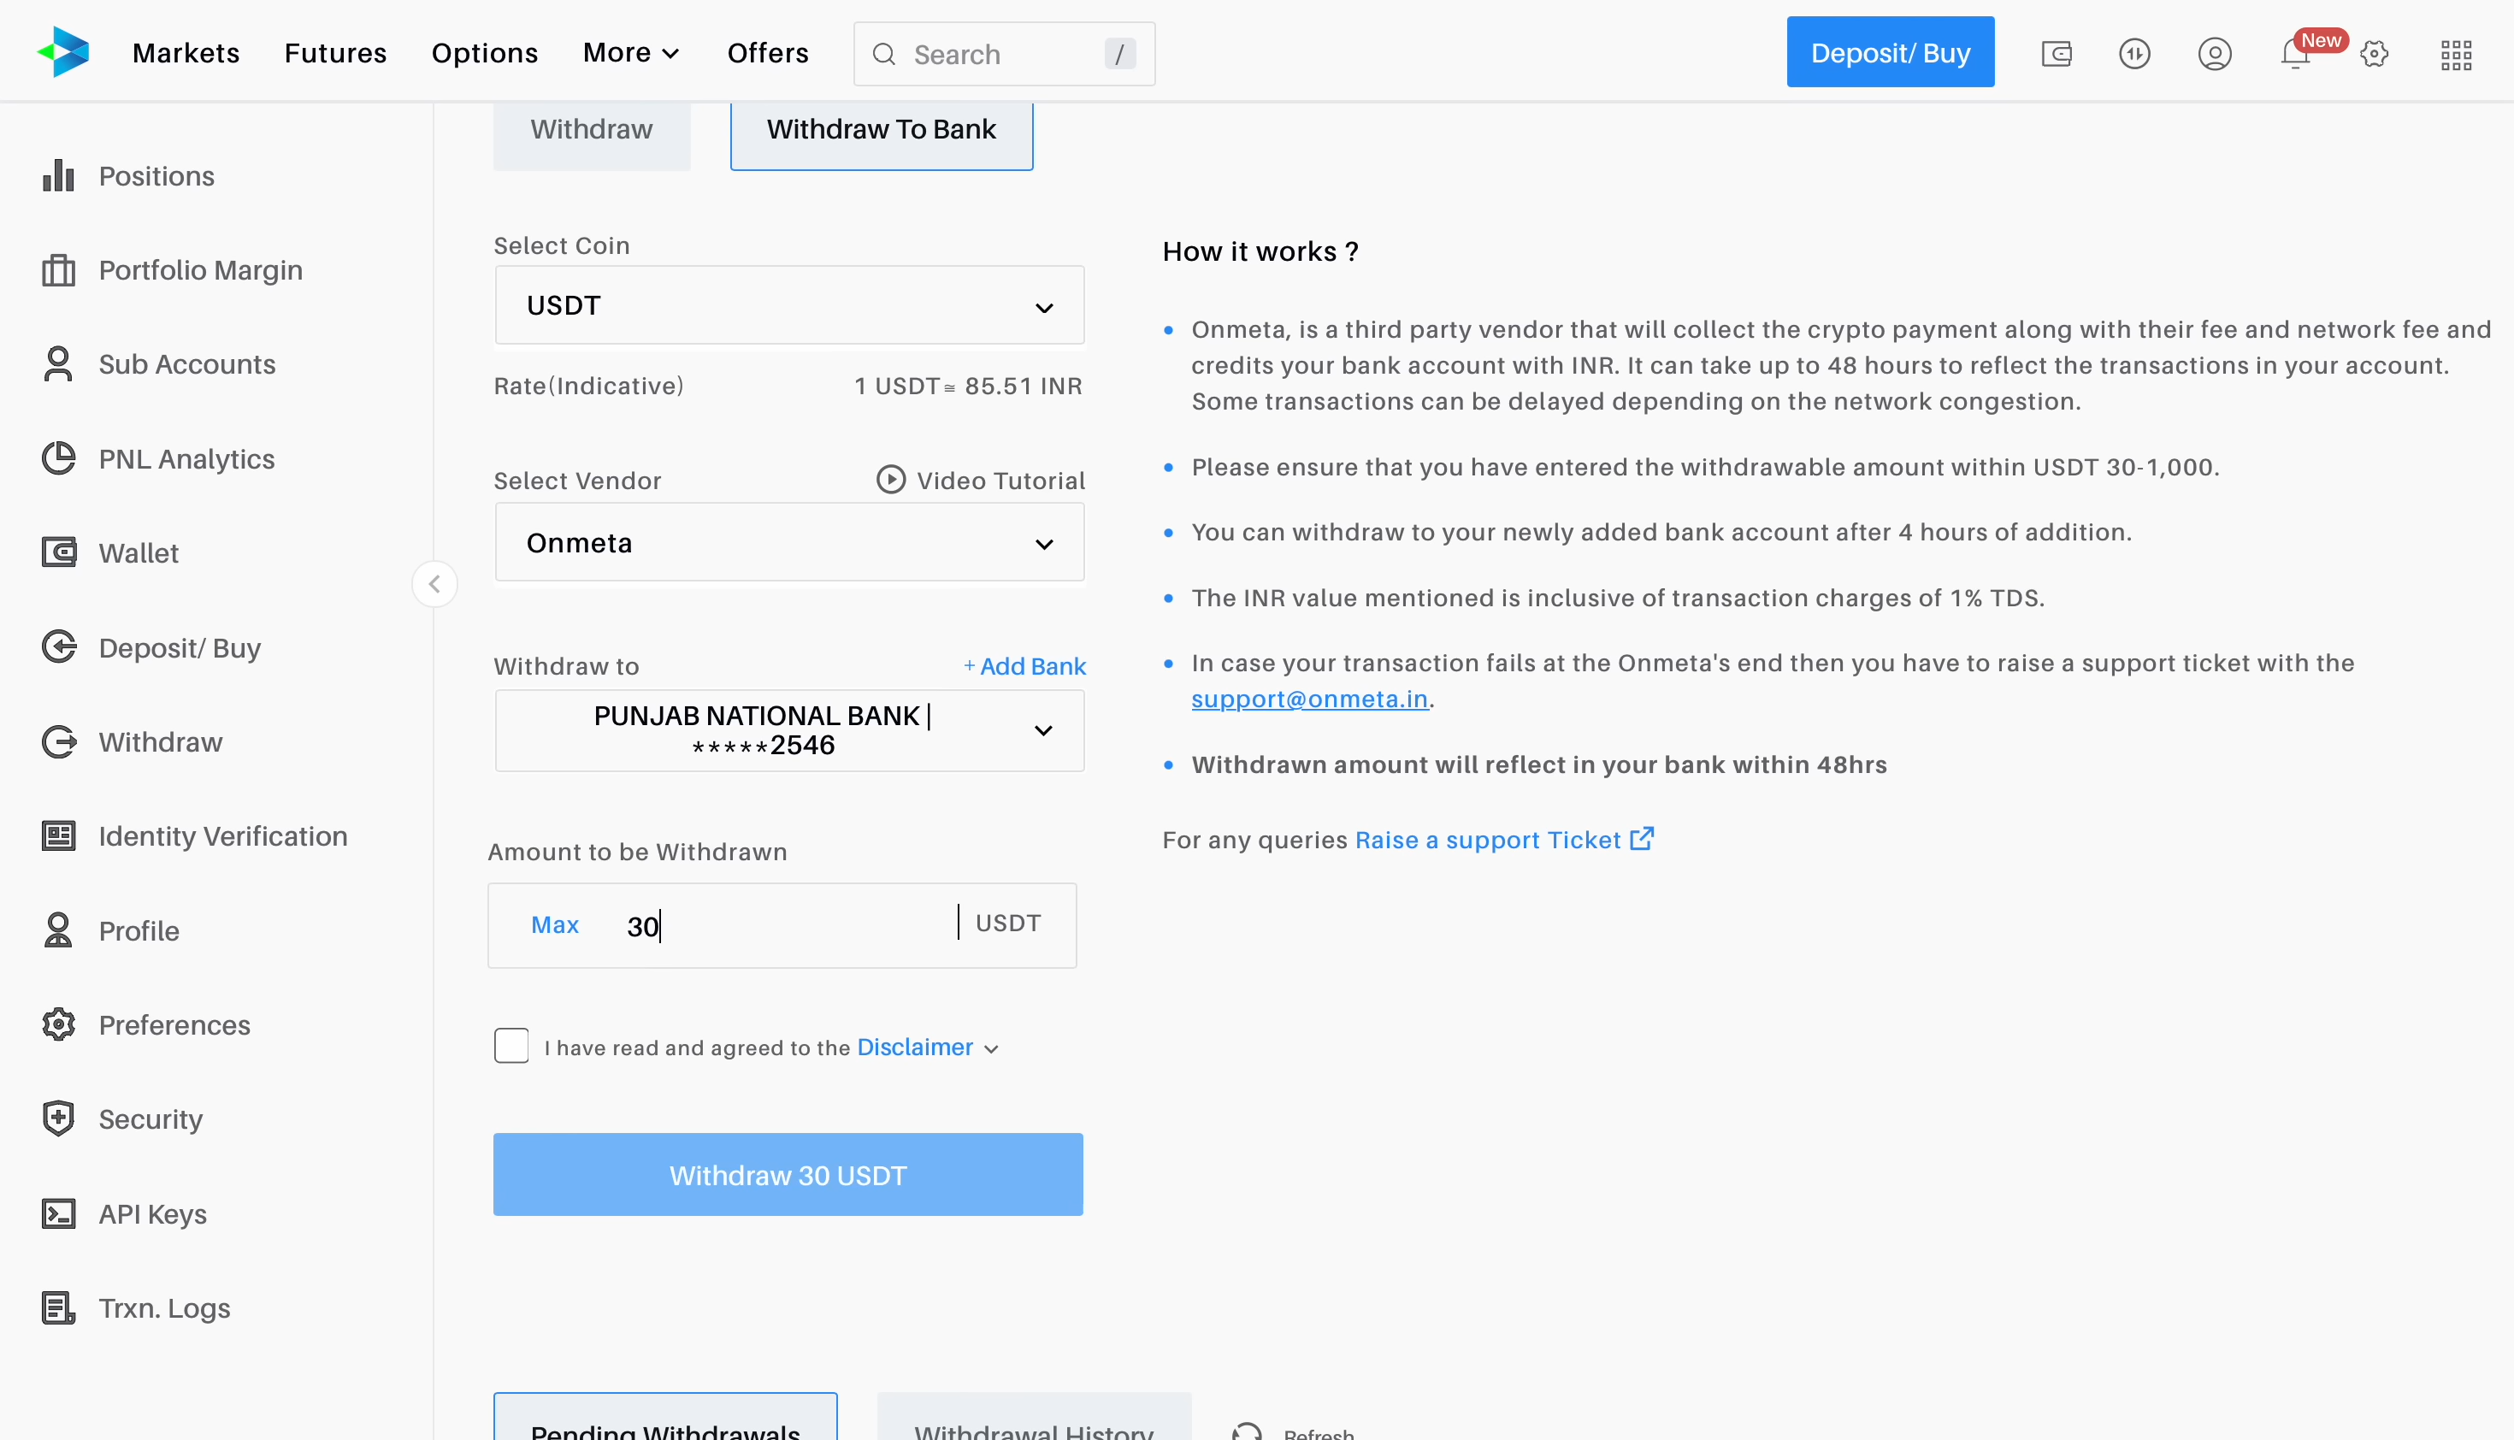 Markets
Futures
Options
More
Offers
Search
/
Deposit/ Buy
New
Withdraw
Withdraw To Bank
Positions
Portfolio Margin
Sub Accounts
PNL Analytics
Wallet
Deposit/ Buy
Withdraw
Identity Verification
Profile
Preferences
Security
API Keys
Trxn. Logs
Select Coin
USDT
Rate(Indicative)
1 USDT≅ 85.51 INR
Select Vendor
Video Tutorial
Onmeta
Withdraw to
+ Add Bank
PUNJAB NATIONAL BANK |
*****2546
Amount to be Withdrawn
Max
30
USDT
I have read and agreed to the Disclaimer
Withdraw 30 USDT
How it works ?
Onmeta, is a third party vendor that will collect the crypto payment along with their fee and network fee and
credits your bank account with INR. It can take up to 48 hours to reflect the transactions in your account.
Some transactions can be delayed depending on the network congestion.
Please ensure that you have entered the withdrawable amount within USDT 30-1,000.
You can withdraw to your newly added bank account after 4 hours of addition.
The INR value mentioned is inclusive of transaction charges of 1% TDS.
In case your transaction fails at the Onmeta's end then you have to raise a support ticket with the
support@onmeta.in.
Withdrawn amount will reflect in your bank within 48hrs
For any queries Raise a support Ticket
Pending Withdrawals
Withdrawal History
Refresh